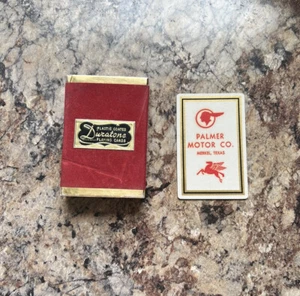 PLASTIC COATED
Duratone
PLAYING CARDS
PALMER
MOTOR CO.
MERKEL, TEXAS